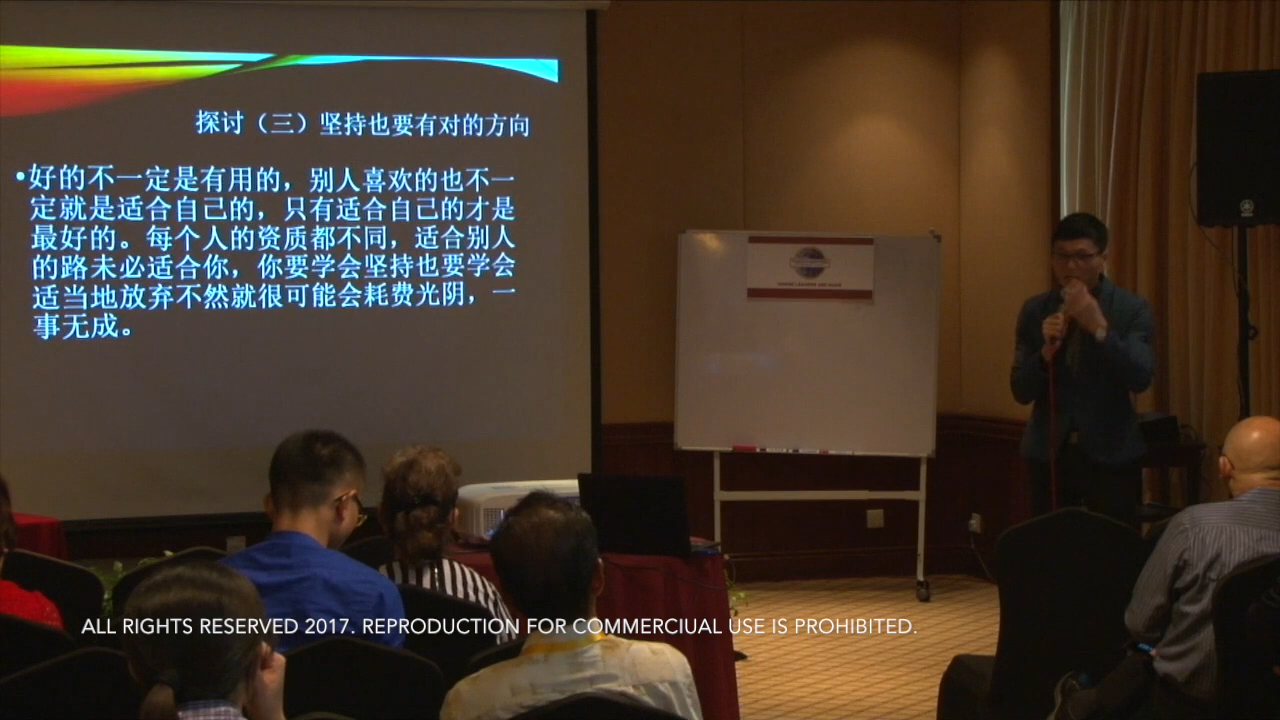 探讨（三）坚持也要有对的方向
•好的不一定是有用的，别人喜欢的也不一
定就是适合自己的，只有适合自己的才是
最好的。每个人的资质都不同，适合别人
的路未必适合你，你要学会坚持也要学会
适当地放弃不然就很可能会耗费光阴，一
事无成。
ALL RIGHTS RESERVED 2017. REPRODUCTION FOR COMMERCIUAL USE IS PROHIBITED.